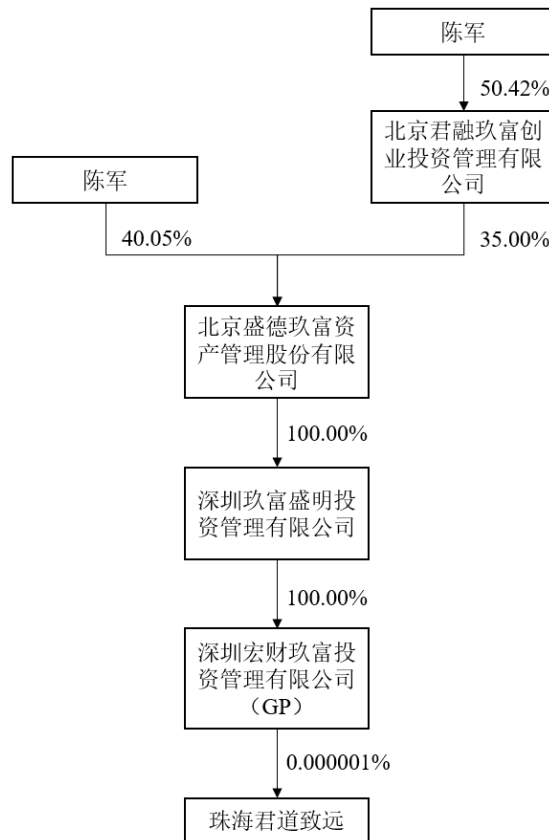 陈军
50.42%
北京君融玖富创
业投资管理有限
公司
陈军
40.05%
35.00%
北京盛德玖富资
产管理股份有限
公司
100.00%
深圳玖富盛明投
资管理有限公司
100.00%
深圳宏财玖富投
资管理有限公司
（GP）
0.000001%
珠海君道致远